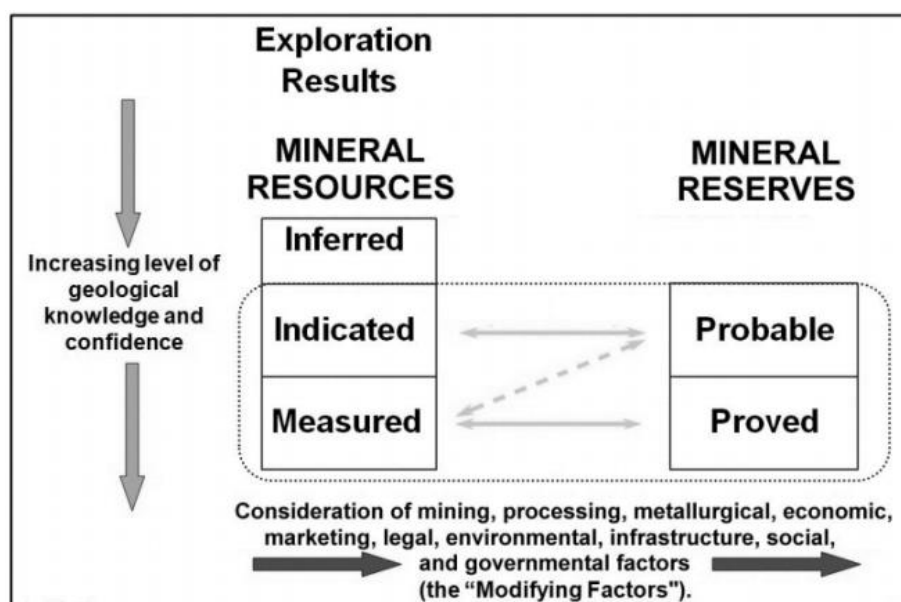 Exploration
Results
MINERAL
RESOURCES
MINERAL
RESERVES
Inferred
Increasing level of
geological
knowledge and
confidence
Indicated
Probable
Measured
Proved
Consideration of mining, processing, metallurgical, economic,
marketing, legal, environmental, infrastructure, social,
and governmental factors
(the “Modifying Factors").